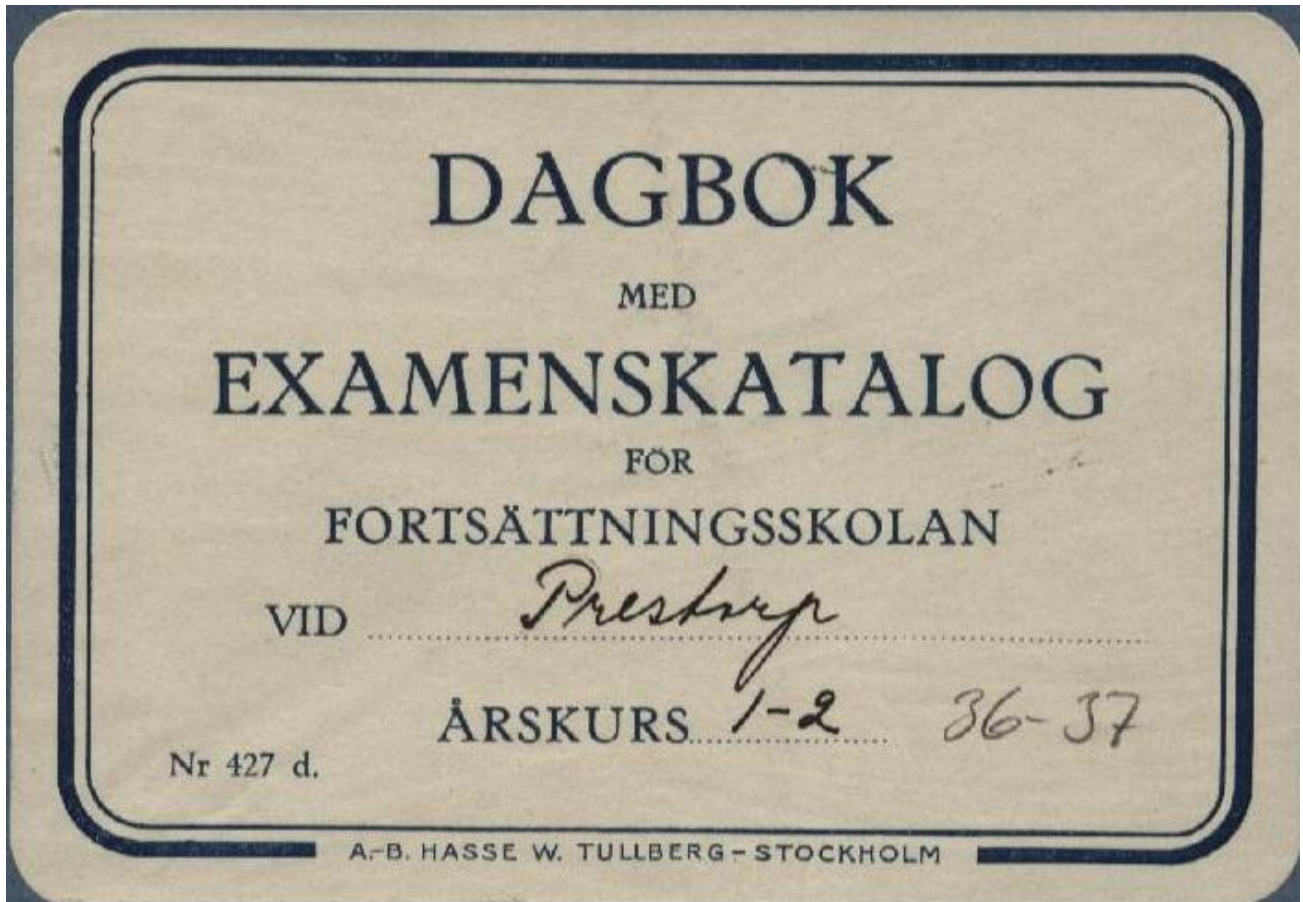 DAGBOK
MED
EXAMENSKATALOG
FÖR
FORTSÄTTNINGSSKOLAN
VID Prestorp
ÅRSKURS 1-2 36-37
Nr 427 d.
A.-B. HASSE W. TULLBERG - STOCKHOLM